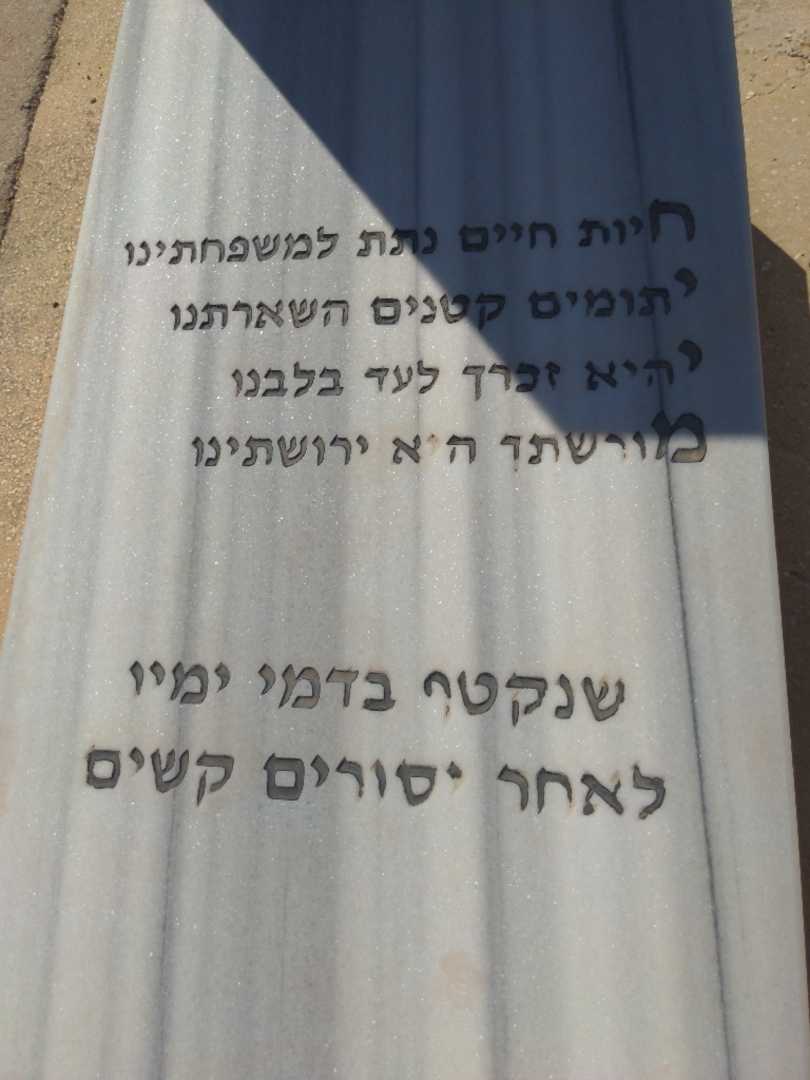 חיות חיים נתת למשפחתינו
יתומים קטנים השארתנו
יהיא זכרך לעד בלבנו
מורשתך היא ירושתינו
שנקטף בדמי ימיו
לאחר יסורים קשים